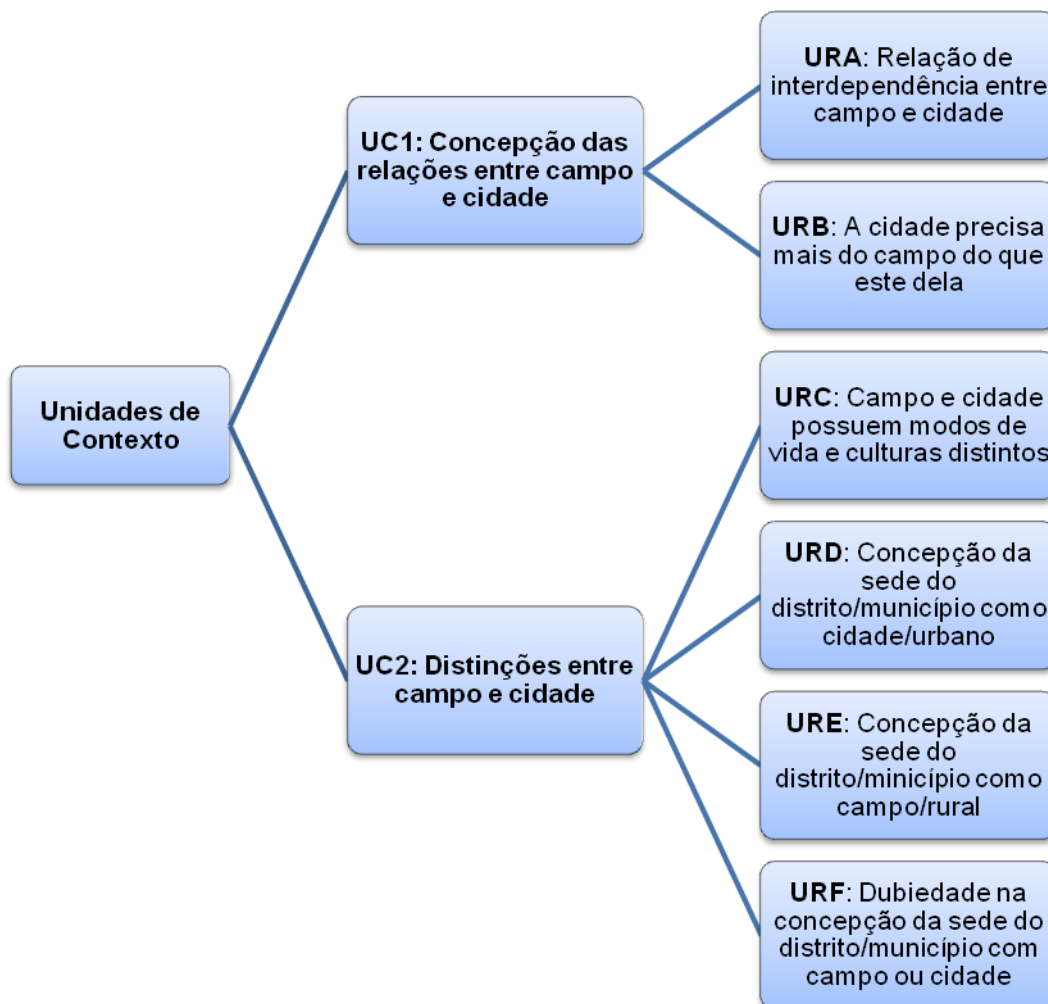 URA: Relação de
interdependência entre
campo e cidade
UC1: Concepção das
relações entre campo
e cidade
URB: A cidade precisa
mais do campo do que
este dela
Unidades de
Contexto
URC: Campo e cidade
possuem modos de
vida e culturas distintos
URD: Concepção da
sede do
distrito/município como
cidade/urbano
UC2: Distinções entre
campo e cidade
URE: Concepção da
sede do
distrito/minicípio como
campo/rural
URF: Dubiedade na
concepção da sede do
distrito/município com
campo ou cidade